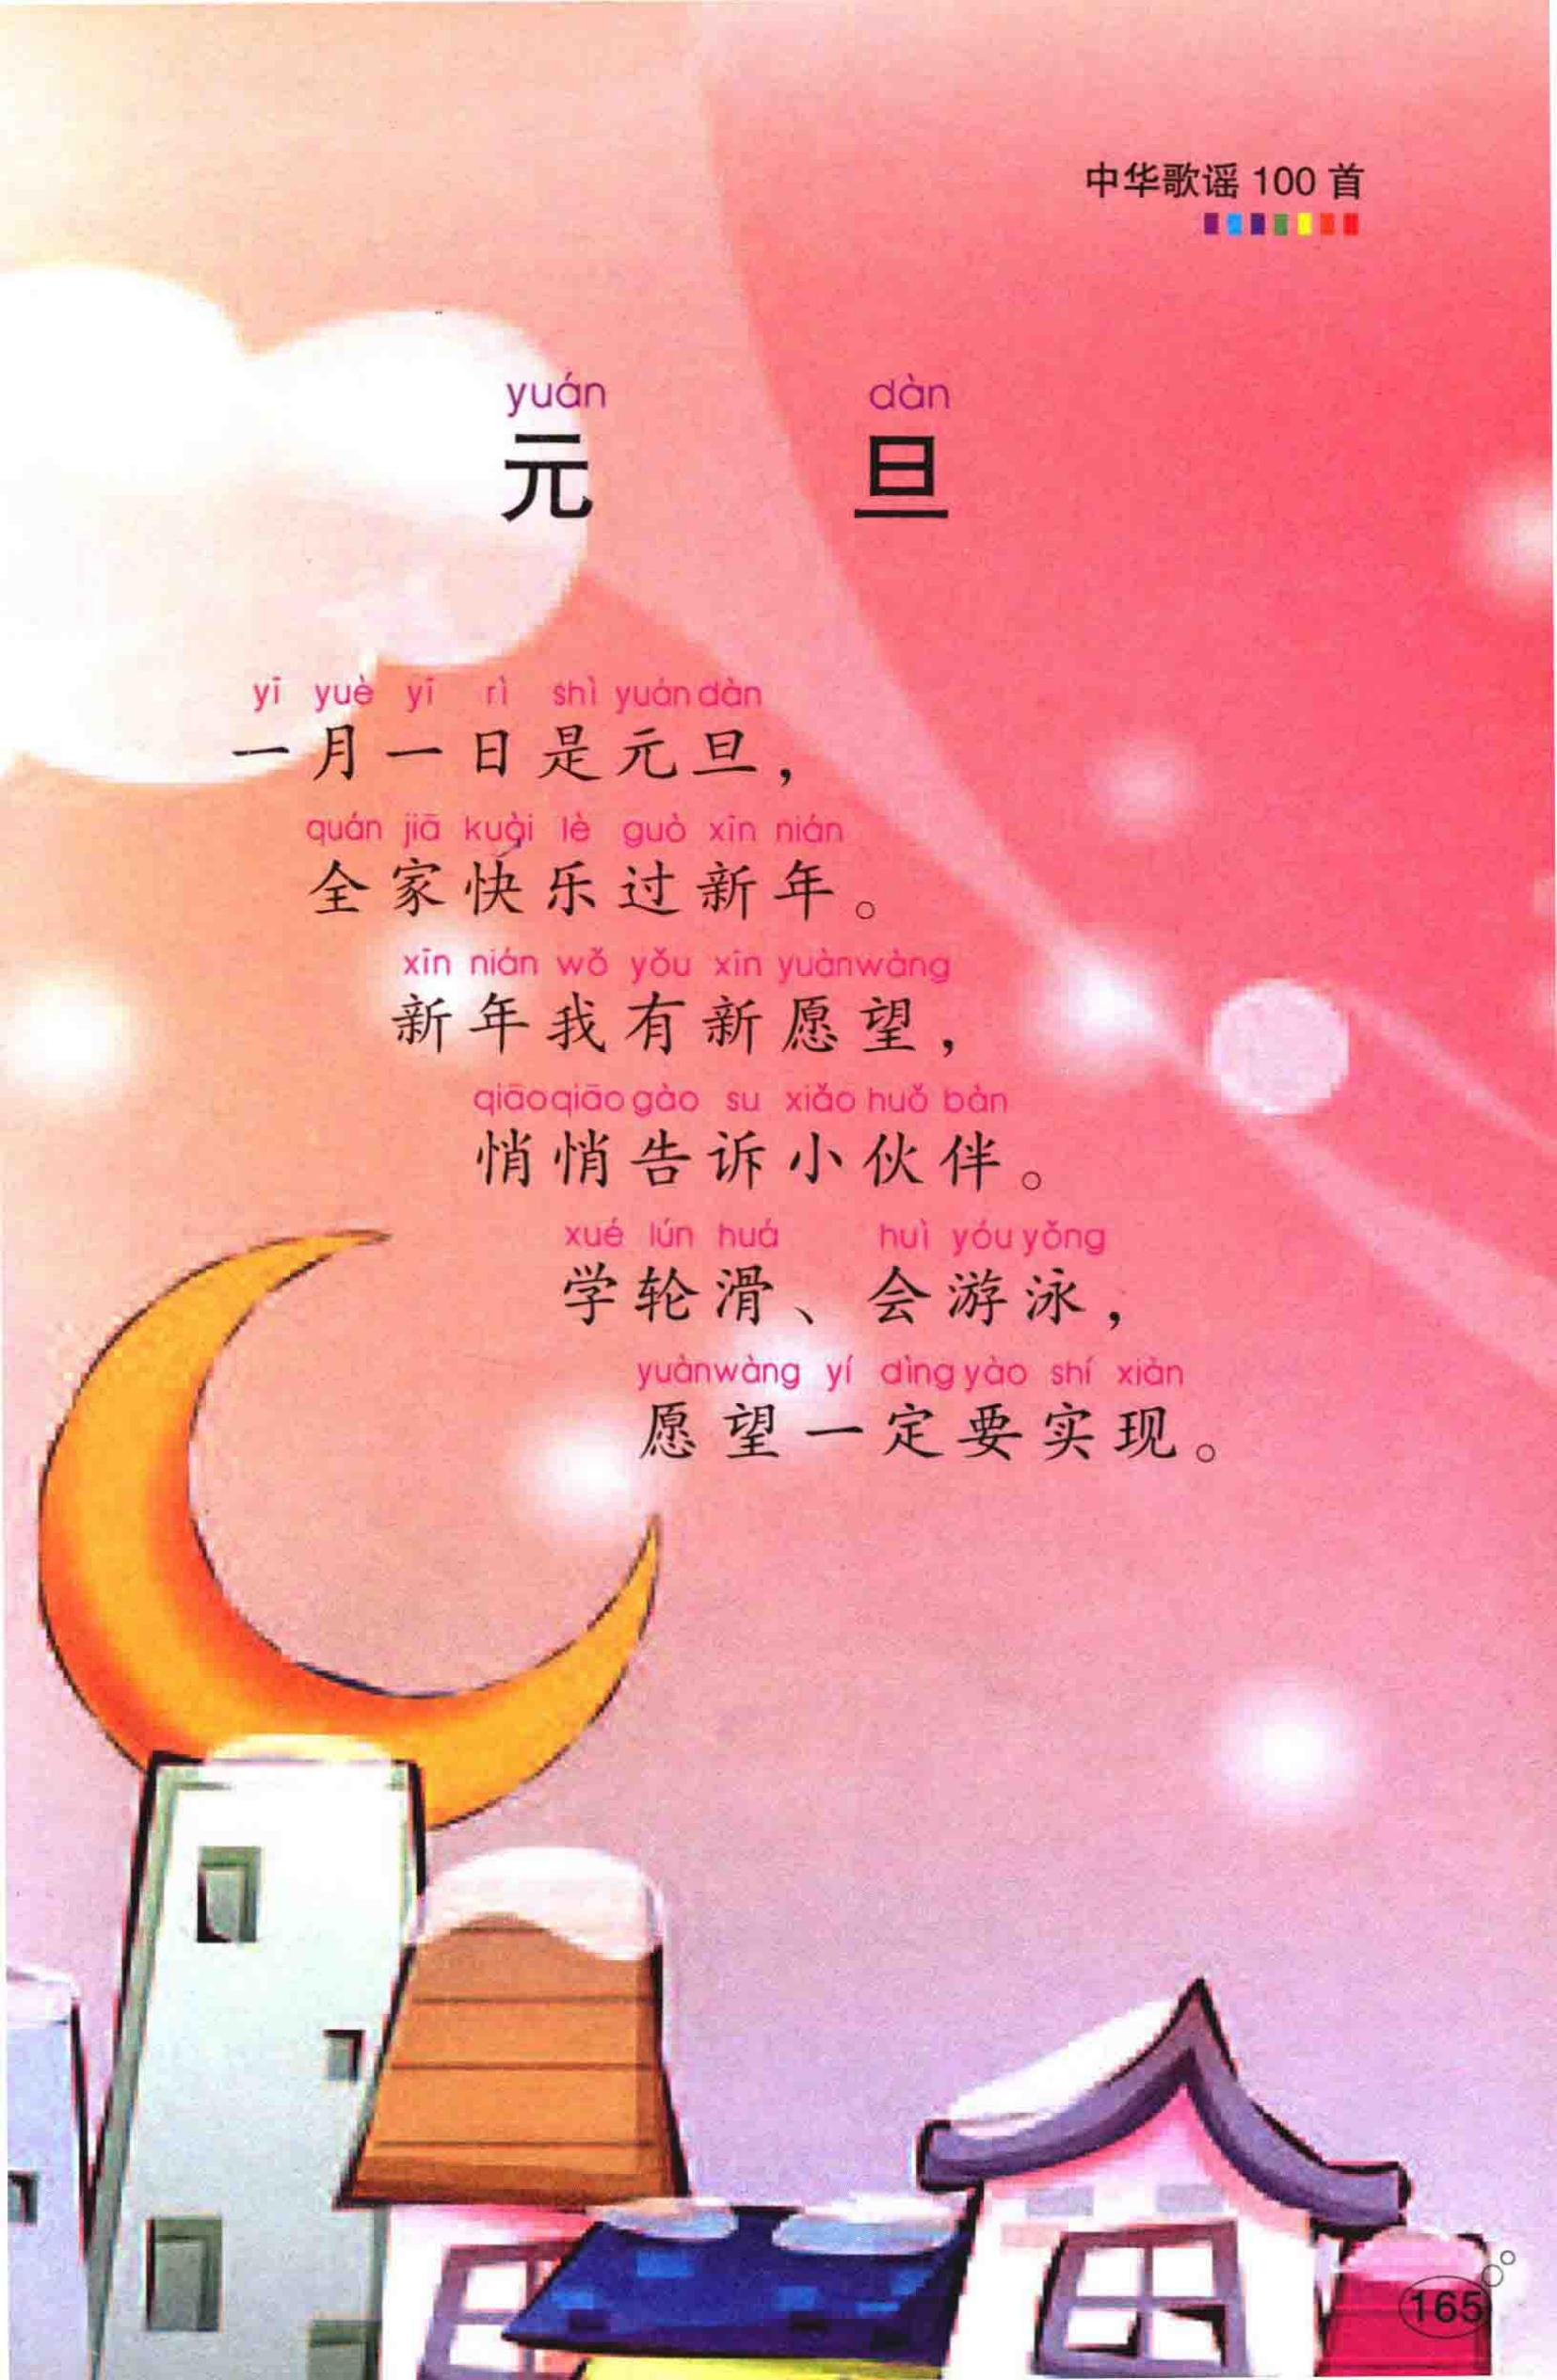 中华歌谣 100 首
yuán dàn
元 旦
yī yuè yī rì shì yuán dàn
一月一日是元旦，
quán jiā kuài lè guò xīn nián
全家快乐过新年。
xīn nián wǒ yǒu xīn yuànwàng
新年我有新愿望，
qiāoqiāo gào su xiǎo huǒ bàn
悄悄告诉小伙伴。
xué lún huá huì yóu yǒng
学轮滑、会游泳，
yuànwàng yí dìng yào shí xiàn
愿望一定要实现。
165